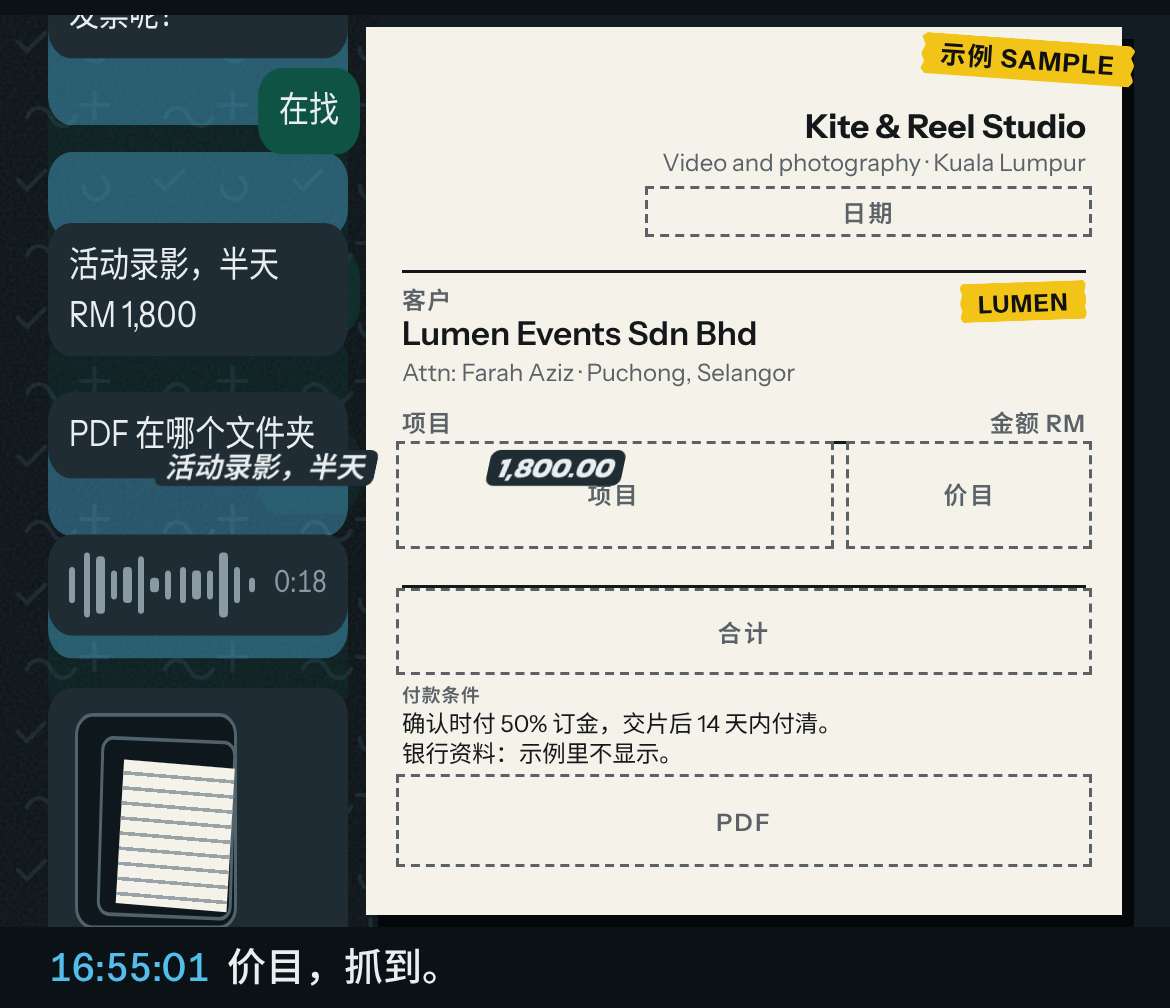 发票呢?
在找
活动录影，半天
RM 1,800
PDF 在哪个文件夹
0:18
示例 SAMPLE
Kite & Reel Studio
Video and photography · Kuala Lumpur
日期
客户
LUMEN
Lumen Events Sdn Bhd
Attn: Farah Aziz · Puchong, Selangor
项目
金额 RM
活动录影，半天
1,800.00
项目
价目
合计
付款条件
确认时付 50% 订金，交片后 14 天内付清。
银行资料：示例里不显示。
PDF
16:55:01 价目，抓到。